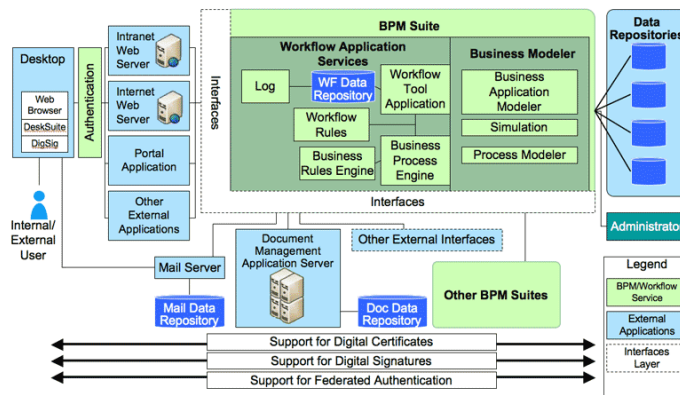 BPM Suite
Data
Repositories
Desktop
Web
Browser
DeskSuite
DigSig
Internal/
External
User
Authentication
Intranet
Web
Server
Internet
Web
Server
Portal
Application
Other
External
Applications
Interfaces
Workflow Application
Services
Log
WF Data
Repository
Workflow
Tool
Application
Workflow
Rules
Business
Rules Engine
Business
Process
Engine
Business Modeler
Business
Application
Modeler
Simulation
Process Modeler
Interfaces
Administrator
Mail Server
Mail Data
Repository
Document
Management
Application Server
Doc Data
Repository
Other External Interfaces
Other BPM Suites
Legend
BPM/Workflow
Service
External
Applications
Interfaces
Layer
Support for Digital Certificates
Support for Digital Signatures
Support for Federated Authentication